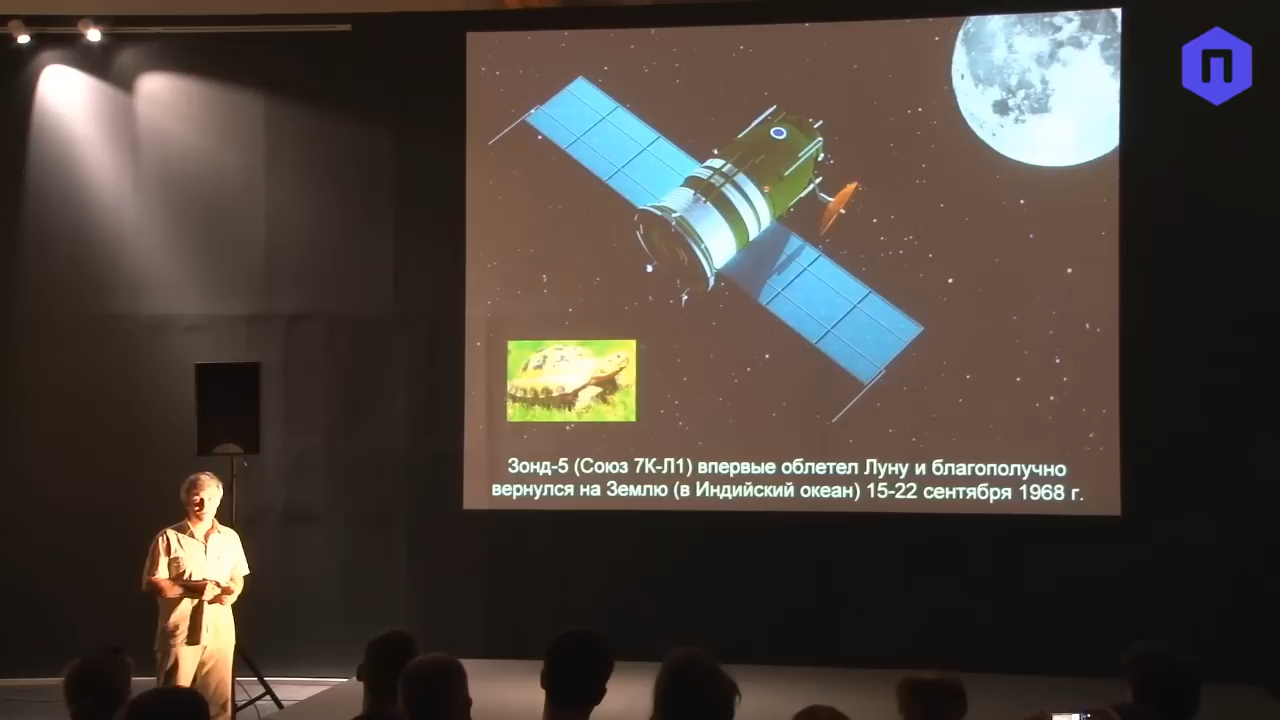 П
Зонд-5 (Союз 7К-Л1) впервые облетел Луну и благополучно
вернулся на Землю (в Индийский океан) 15-22 сентября 1968 г.